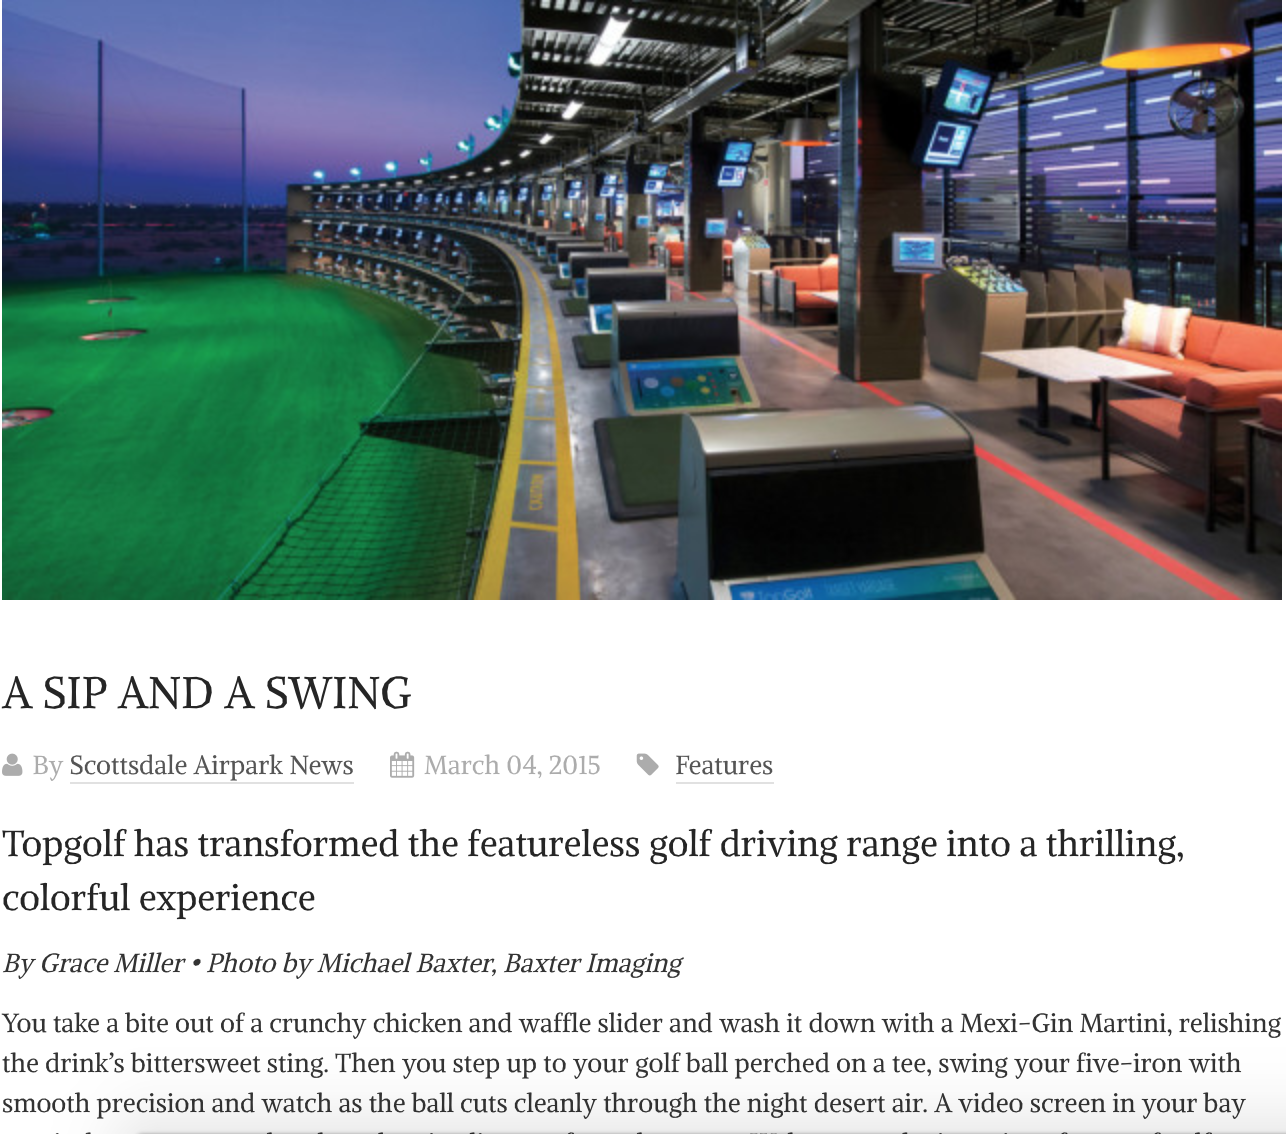 CAUTION
TopGolf
A SIP AND A SWING
By Scottsdale Airpark News March 04, 2015 Features
Topgolf has transformed the featureless golf driving range into a thrilling,
colorful experience
By Grace Miller • Photo by Michael Baxter, Baxter Imaging
You take a bite out of a crunchy chicken and waffle slider and wash it down with a Mexi-Gin Martini, relishing
the drink’s bittersweet sting. Then you step up to your golf ball perched on a tee, swing your five-iron with
smooth precision and watch as the ball cuts cleanly through the night desert air. A video screen in your bay